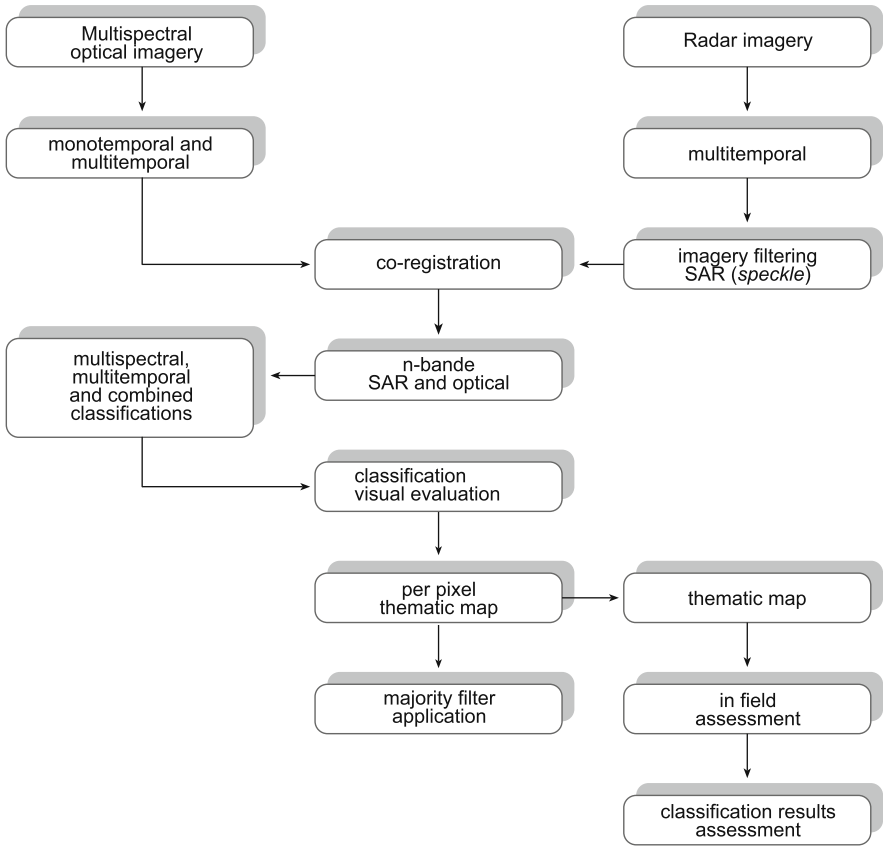 Multispectral
optical imagery
Radar imagery
monotemporal and
multitemporal
multitemporal
co-registration
imagery filtering
SAR (speckle)
multispectral,
multitemporal
and combined
classifications
n-bande
SAR and optical
classification
visual evaluation
per pixel
thematic map
thematic map
majority filter
application
in field
assessment
classification results
assessment